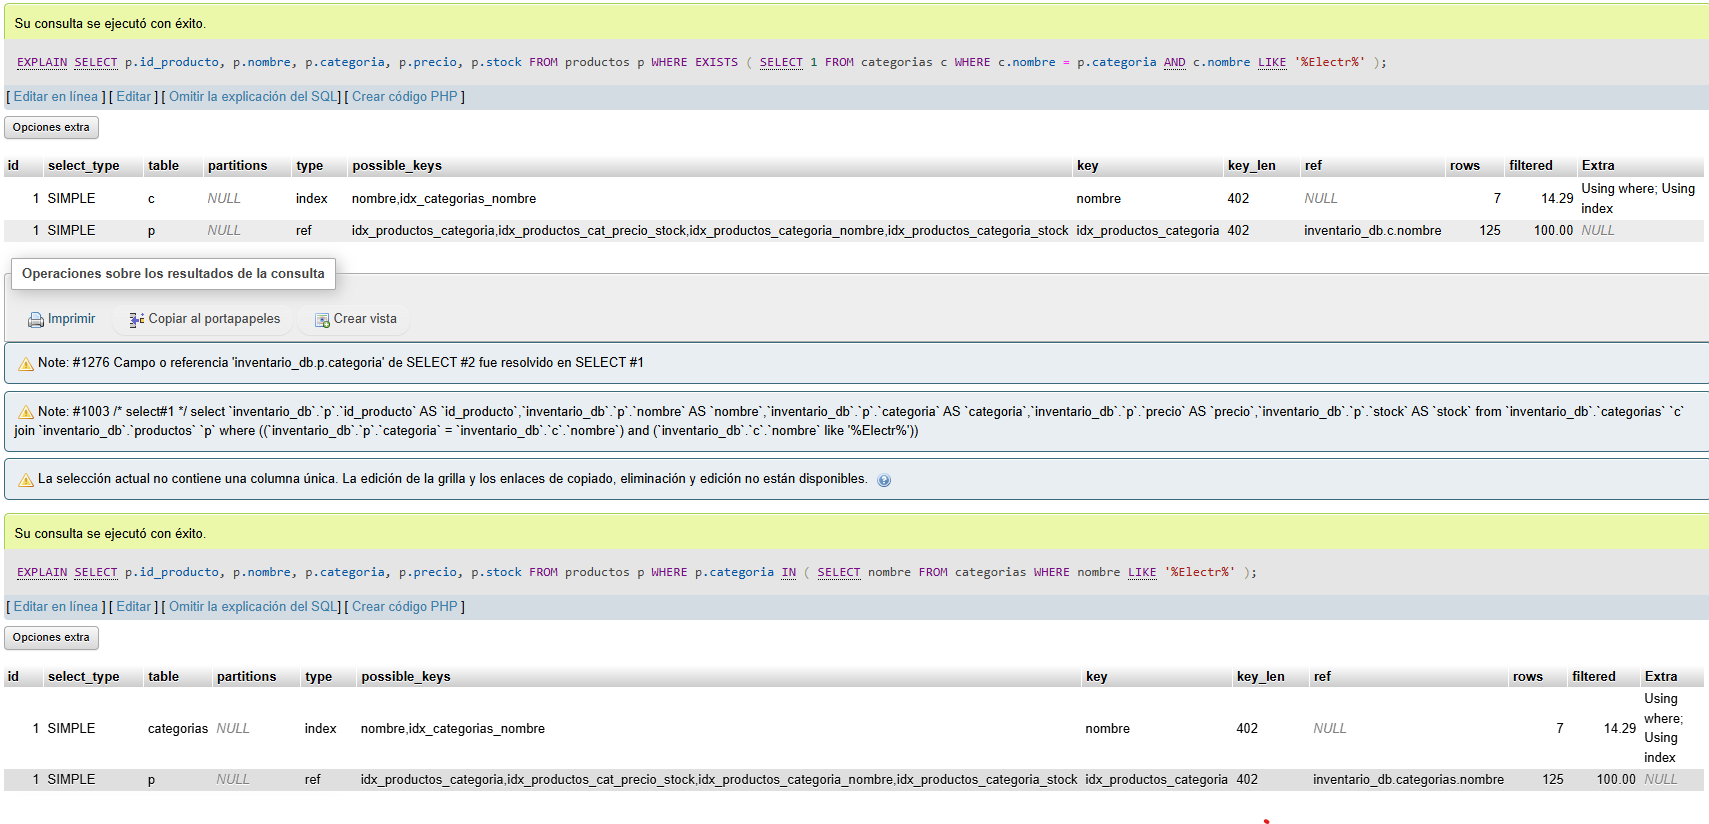 Su consulta se ejecutó con éxito.
EXPLAIN SELECT p.id_producto, p.nombre, p.categoria, p.precio, p.stock FROM productos p WHERE EXISTS ( SELECT 1 FROM categorias c WHERE c.nombre = p.categoria AND c.nombre LIKE '%Electr%' );
[ Editar en línea ] [ Editar ] [ Omitir la explicación del SQL] [ Crear código PHP ]
Opciones extra
id select_type table partitions type possible_keys key key_len ref rows filtered Extra
1 SIMPLE c NULL index nombre,idx_categorias_nombre nombre 402 NULL 7 14.29 Using where; Using
index
1 SIMPLE p NULL ref idx_productos_categoria,idx_productos_cat_precio_stock,idx_productos_categoria_nombre,idx_productos_categoria_stock idx_productos_categoria 402 inventario_db.c.nombre 125 100.00 NULL
Operaciones sobre los resultados de la consulta
Imprimir Copiar al portapapeles Crear vista
Note: #1276 Campo o referencia 'inventario_db.p.categoria' de SELECT #2 fue resolvido en SELECT #1
Note: #1003 /* select#1 */ select `inventario_db`.`p`.`id_producto` AS `id_producto`,`inventario_db`.`p`.`nombre` AS `nombre`,`inventario_db`.`p`.`categoria` AS `categoria`,`inventario_db`.`p`.`precio` AS `precio`,`inventario_db`.`p`.`stock` AS `stock` from `inventario_db`.`categorias` `c`
join `inventario_db`.`productos` `p` where ((`inventario_db`.`p`.`categoria` = `inventario_db`.`c`.`nombre`) and (`inventario_db`.`c`.`nombre` like '%Electr%'))
La selección actual no contiene una columna única. La edición de la grilla y los enlaces de copiado, eliminación y edición no están disponibles.
Su consulta se ejecutó con éxito.
EXPLAIN SELECT p.id_producto, p.nombre, p.categoria, p.precio, p.stock FROM productos p WHERE p.categoria IN ( SELECT nombre FROM categorias WHERE nombre LIKE '%Electr%' );
[ Editar en línea ] [ Editar ] [ Omitir la explicación del SQL] [ Crear código PHP ]
Opciones extra
id select_type table partitions type possible_keys key key_len ref rows filtered Extra
1 SIMPLE categorias NULL index nombre,idx_categorias_nombre nombre 402 NULL 7 14.29 Using
where;
Using
index
1 SIMPLE p NULL ref idx_productos_categoria,idx_productos_cat_precio_stock,idx_productos_categoria_nombre,idx_productos_categoria_stock idx_productos_categoria 402 inventario_db.categorias.nombre 125 100.00 NULL